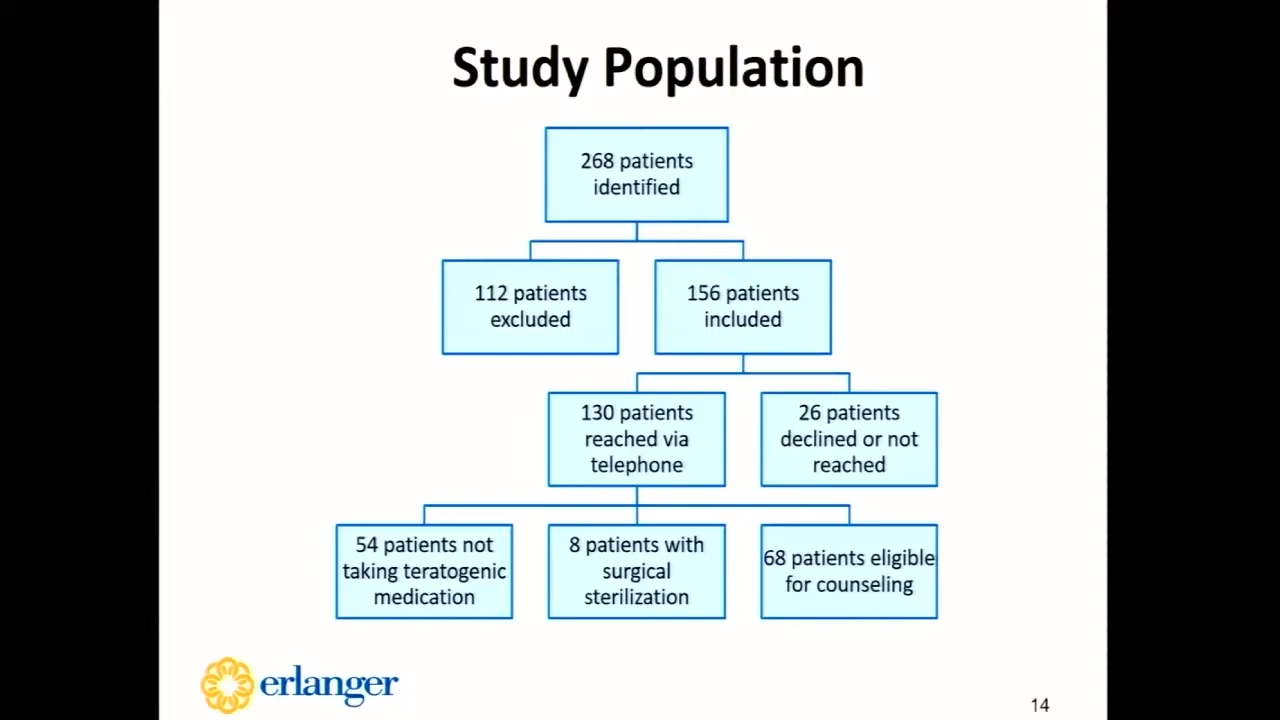 Study Population
268 patients
identified
112 patients
excluded
156 patients
included
130 patients
reached via
telephone
26 patients
declined or not
reached
54 patients not
taking teratogenic
medication
8 patients with
surgical
sterilization
68 patients eligible
for counseling
erlanger
14